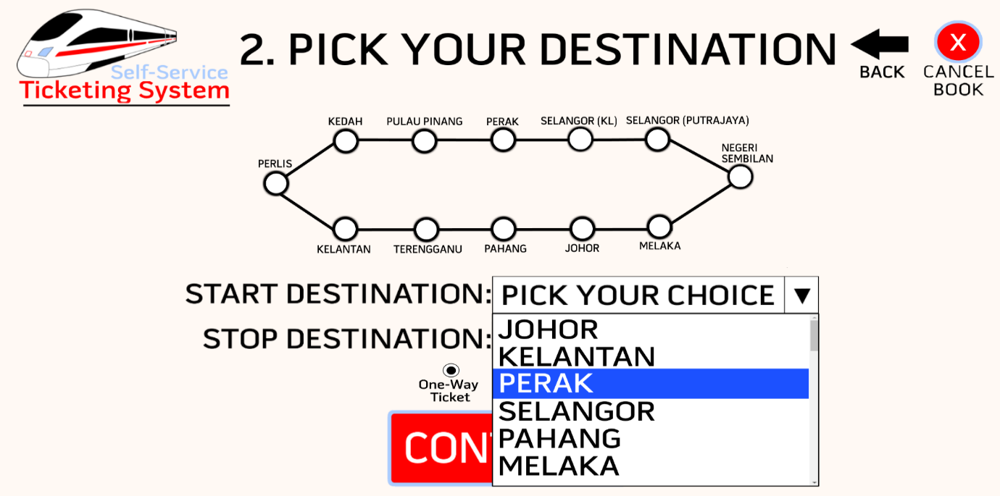 Self-Service
Ticketing System
2. PICK YOUR DESTINATION
BACK
X
CANCEL
BOOK
KEDAH
PULAU PINANG
PERAK
SELANGOR (KL)
SELANGOR (PUTRAJAYA)
NEGERI
SEMBILAN
PERLIS
KELANTAN
TERENGGANU
PAHANG
JOHOR
MELAKA
START DESTINATION: PICK YOUR CHOICE
STOP DESTINATION:
JOHOR
KELANTAN
PERAK
SELANGOR
PAHANG
MELAKA
One-Way
Ticket
CON